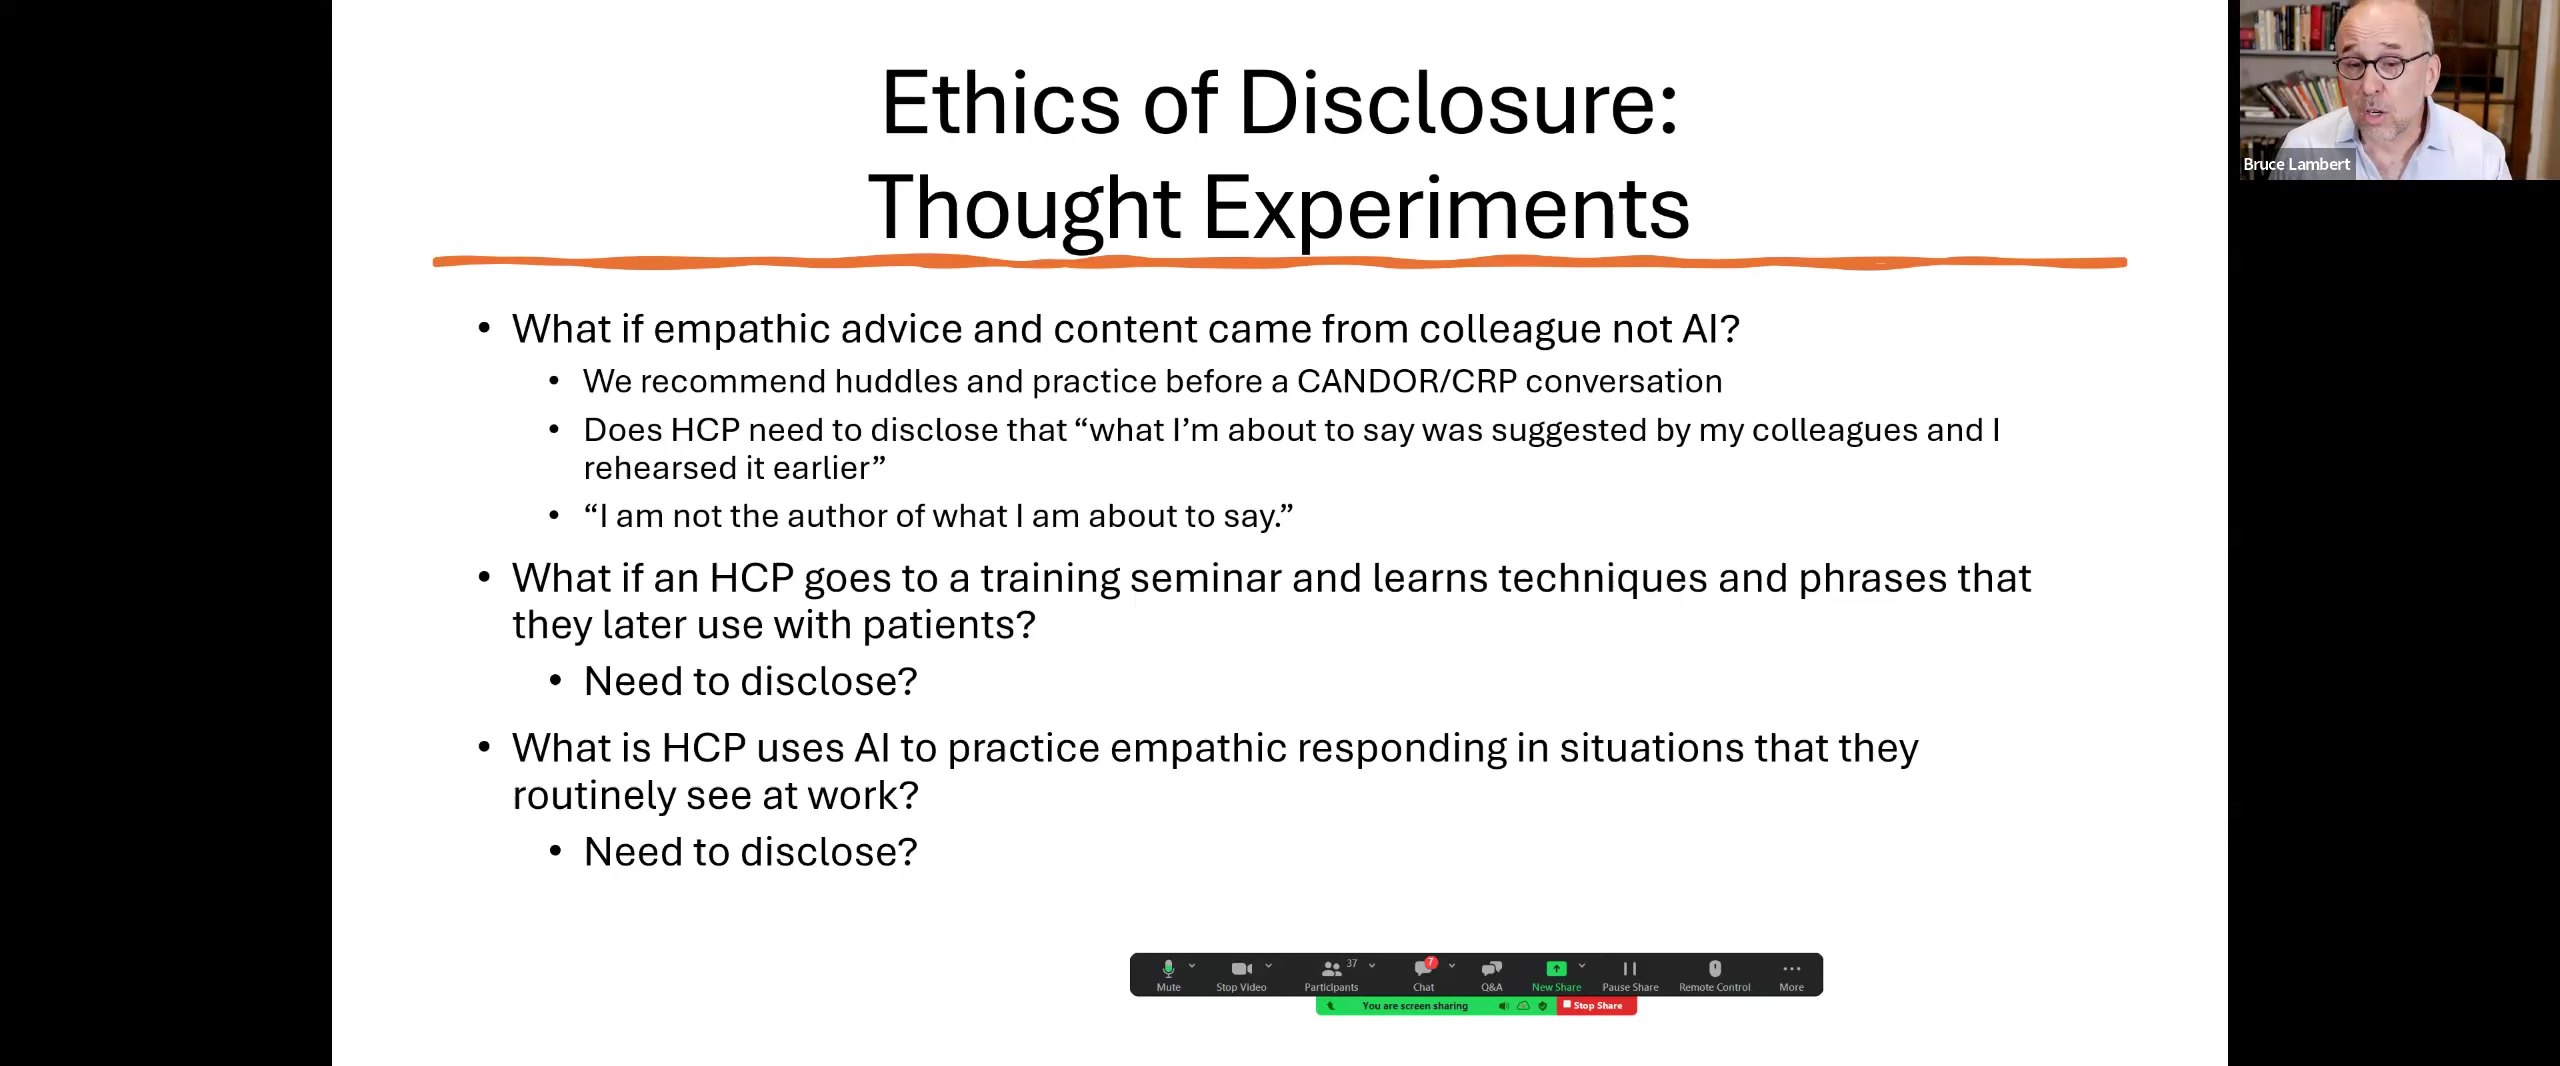 Ethics of Disclosure:
Thought Experiments
• What if empathic advice and content came from colleague not AI?
• We recommend huddles and practice before a CANDOR/CRP conversation
• Does HCP need to disclose that “what I’m about to say was suggested by my colleagues and I
rehearsed it earlier”
• “I am not the author of what I am about to say.”
• What if an HCP goes to a training seminar and learns techniques and phrases that
they later use with patients?
• Need to disclose?
• What is HCP uses AI to practice empathic responding in situations that they
routinely see at work?
• Need to disclose?
Bruce Lambert
37
7
Mute
Stop Video
Participants
Chat
Q&A
New Share
Pause Share
Remote Control
More
You are screen sharing
Stop Share